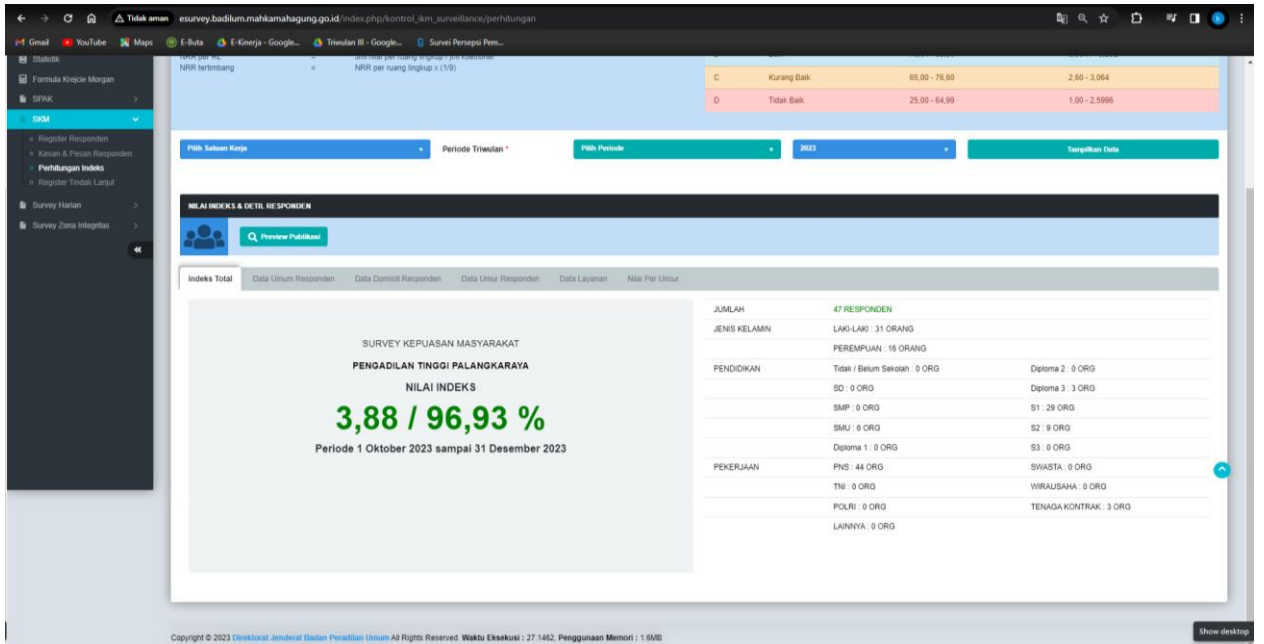 Tidak aman esurvey.badilum.mahkamahagung.go.id/index.php/kontrol_ikm_surveillance/perhitungan
Gmail YouTube Maps E-Buta E-Kinerja - Google... Triwulan III - Google... Survei Persepsi Pem...
Statistik
Formula Krejcie Morgan
SPAK
SKM
Register Responden
Kesan & Pesan Responden
Perhitungan Indeks
Register Tindak Lanjut
Survey Harian
Survey Zona Integritas
NRR tertimbang = NRR per ruang lingkup x (1/9)
C Kurang Baik 65,00 - 76,60 2,60 - 3,064
D Tidak Baik 25,00 - 64,99 1,00 - 2,5996
Pilih Satuan Kerja Periode Triwulan * Pilih Periode 2023 Tampilkan Data
NILAI INDEKS & DETIL RESPONDEN
Preview Publikasi
Indeks Total Data Umum Responden Data Domisili Responden Data Umur Responden Data Layanan Nilai Per Unsur
SURVEY KEPUASAN MASYARAKAT
PENGADILAN TINGGI PALANGKARAYA
NILAI INDEKS
3,88 / 96,93 %
Periode 1 Oktober 2023 sampai 31 Desember 2023
JUMLAH 47 RESPONDEN
JENIS KELAMIN LAKI-LAKI : 31 ORANG
PEREMPUAN : 16 ORANG
PENDIDIKAN Tidak / Belum Sekolah : 0 ORG Diploma 2 : 0 ORG
SD : 0 ORG Diploma 3 : 3 ORG
SMP : 0 ORG S1 : 29 ORG
SMU : 6 ORG S2 : 9 ORG
Diploma 1 : 0 ORG S3 : 0 ORG
PEKERJAAN PNS : 44 ORG SWASTA : 0 ORG
TNI : 0 ORG WIRAUSAHA : 0 ORG
POLRI : 0 ORG TENAGA KONTRAK : 3 ORG
LAINNYA : 0 ORG
Copyright © 2023 Direktorat Jenderal Badan Peradilan Umum All Rights Reserved. Waktu Eksekusi : 27.1462, Penggunaan Memori : 1.6MB
Show desktop